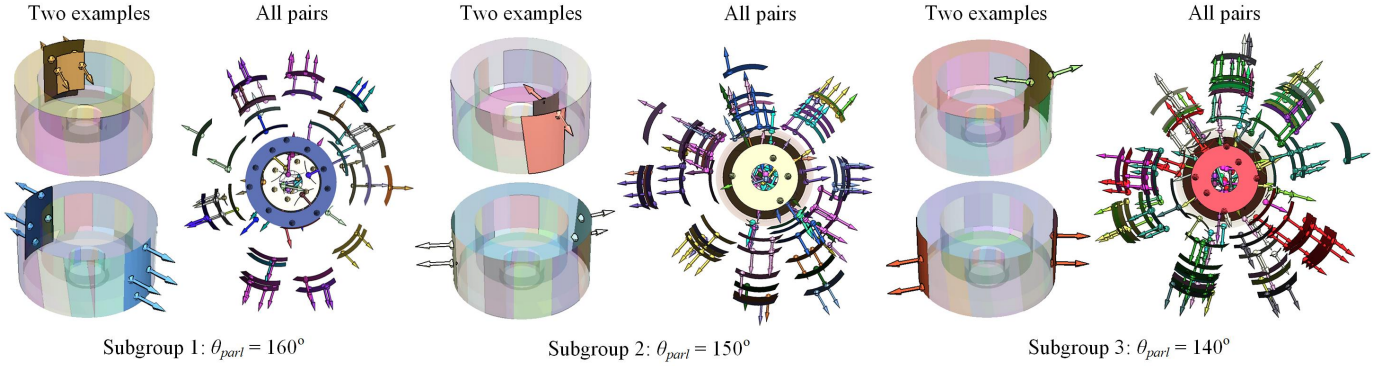 Two examples All pairs Two examples All pairs Two examples All pairs
Subgroup 1: θparl = 160° Subgroup 2: θparl = 150° Subgroup 3: θparl = 140°